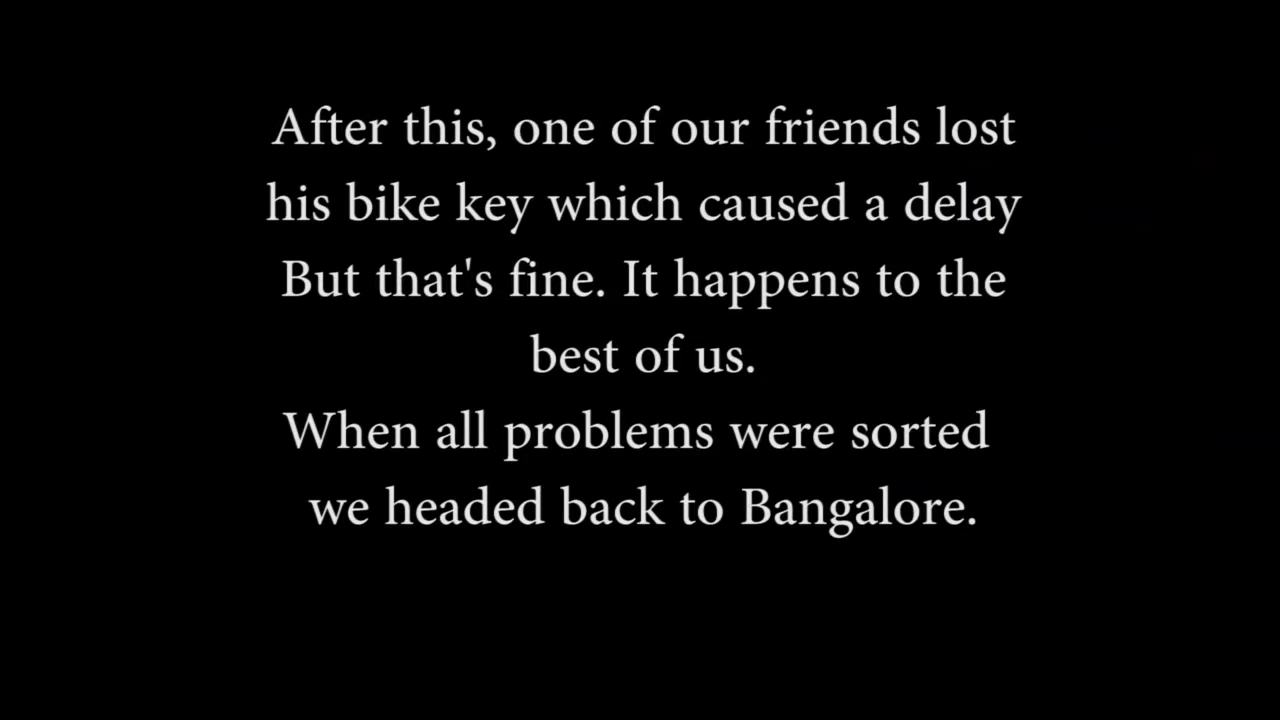 After this, one of our friends lost
his bike key which caused a delay
But that's fine. It happens to the
best of us.
When all problems were sorted
we headed back to Bangalore.